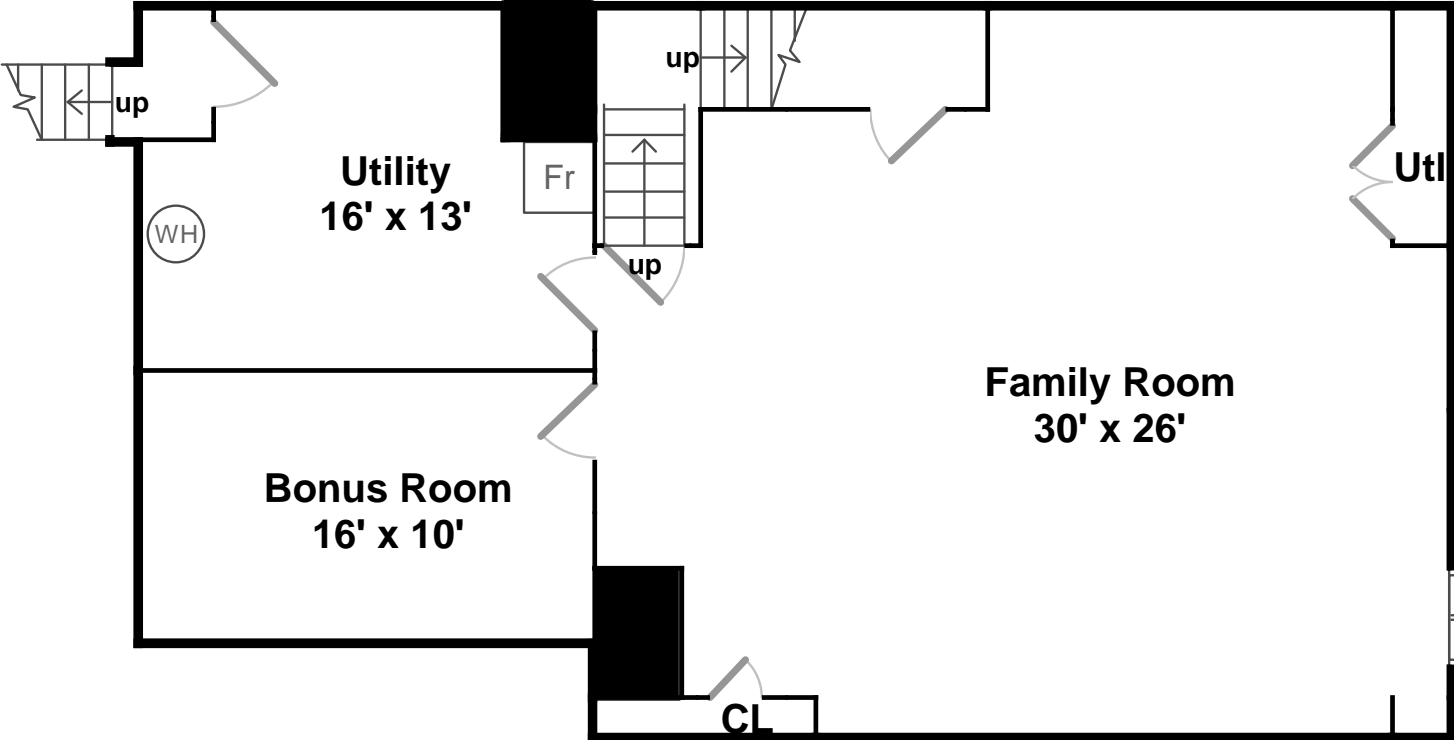 up
up
Utility
16' x 13'
Fr
Utl
WH
up
Family Room
30' x 26'
Bonus Room
16' x 10'
CL